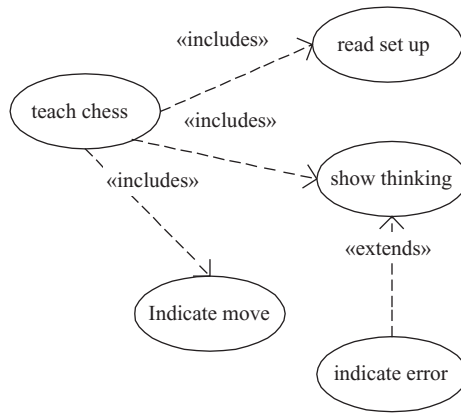 «includes»
read set up
teach chess
«includes»
«includes»
show thinking
«extends»
Indicate move
indicate error